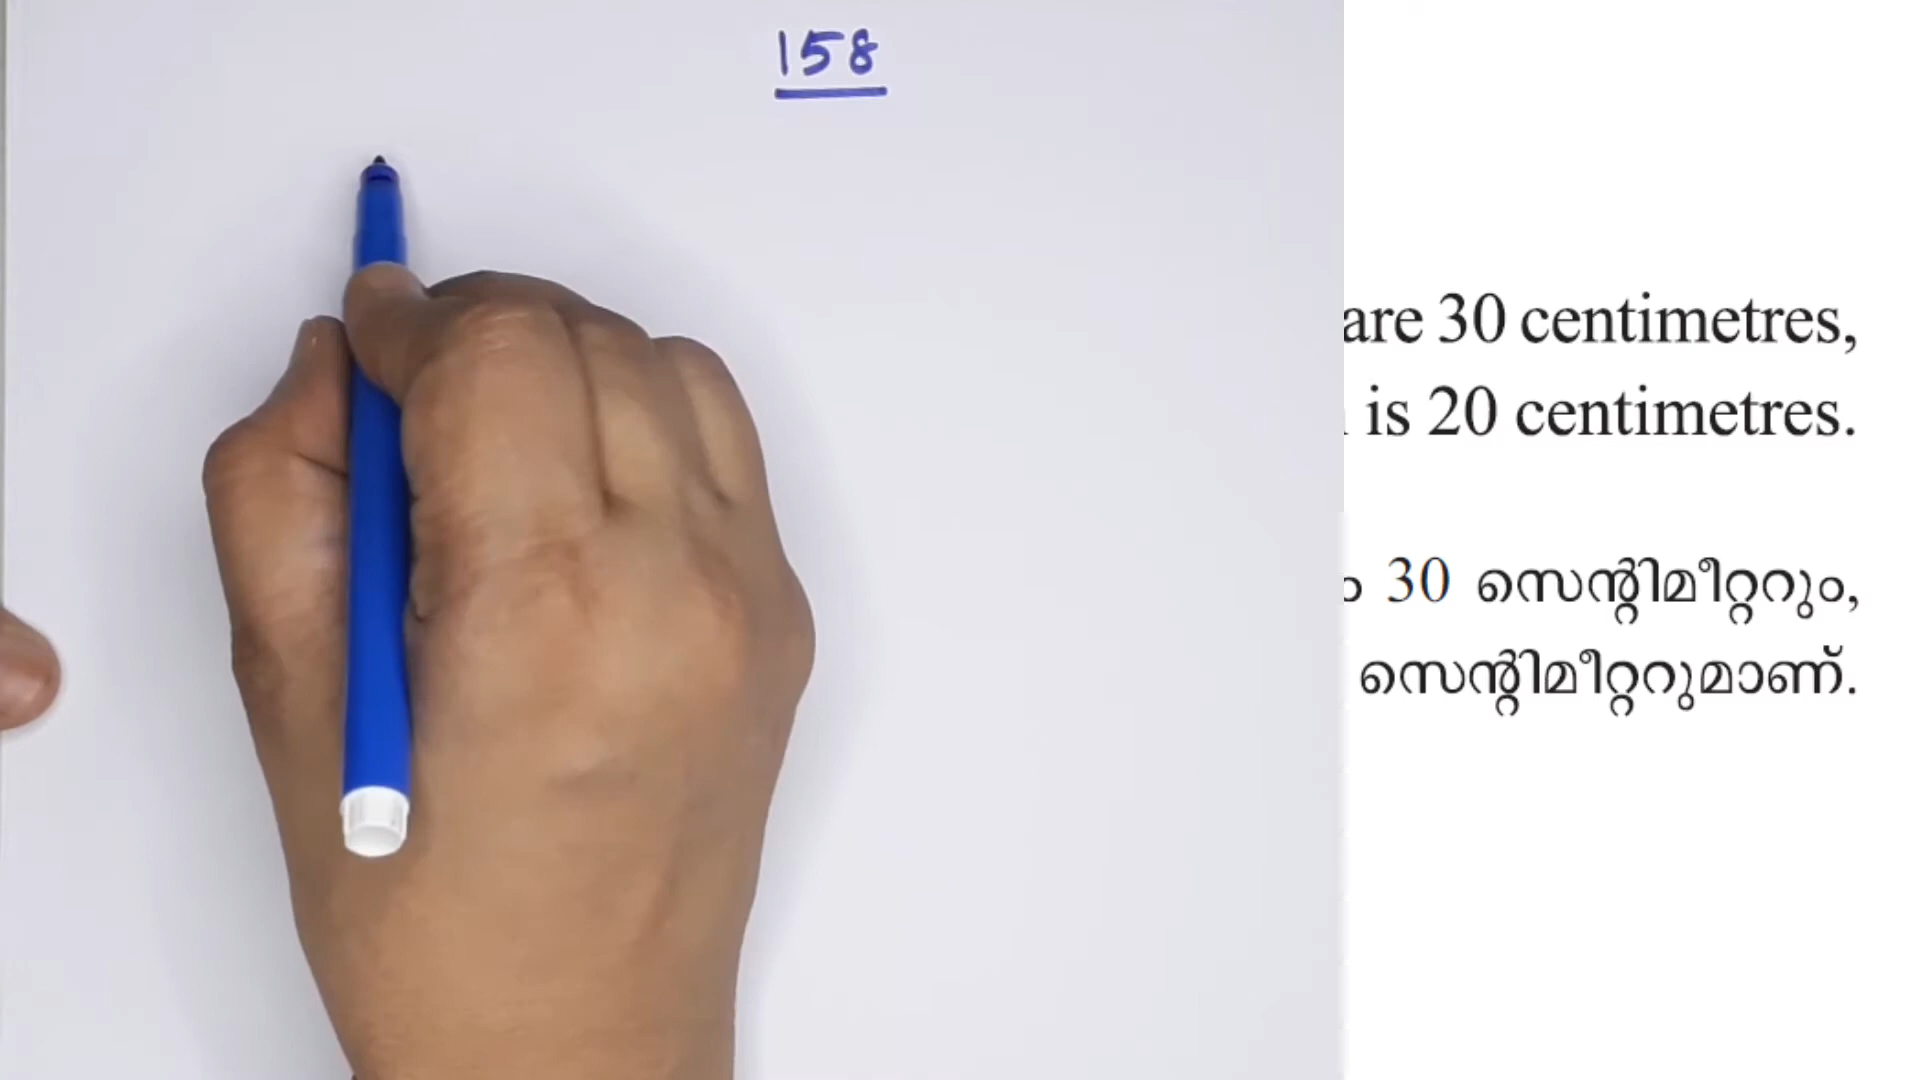 158
are 30 centimetres,
is 20 centimetres.
30 സെന്റിമീറ്ററും,
സെന്റിമീറ്ററുമാണ്.